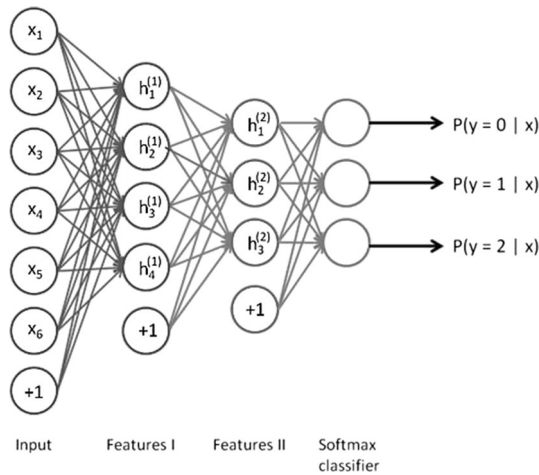 x₁
x₂
x₃
x₄
x₅
x₆
+1
h₁⁽¹⁾
h₂⁽¹⁾
h₃⁽¹⁾
h₄⁽¹⁾
+1
h₁⁽²⁾
h₂⁽²⁾
h₃⁽²⁾
+1
P(y = 0 | x)
P(y = 1 | x)
P(y = 2 | x)
Input
Features I
Features II
Softmax
classifier